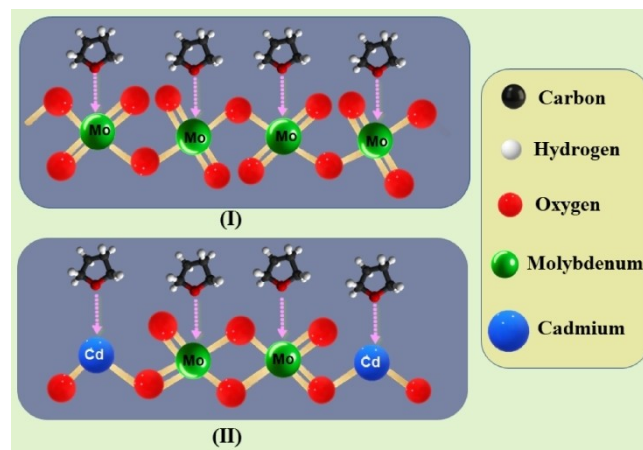 Mo Mo Mo Mo
(I)
Cd Mo Mo Cd
(II)
Carbon
Hydrogen
Oxygen
Molybdenum
Cadmium